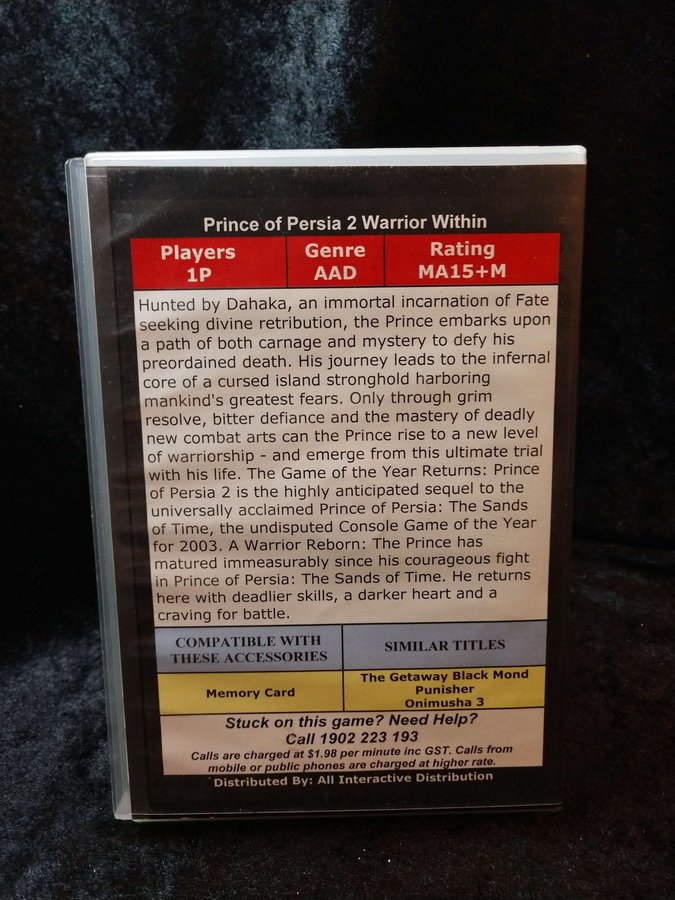 Prince of Persia 2 Warrior Within
Players
1P
Genre
AAD
Rating
MA15+M
Hunted by Dahaka, an immortal incarnation of Fate
seeking divine retribution, the Prince embarks upon
a path of both carnage and mystery to defy his
preordained death. His journey leads to the infernal
core of a cursed island stronghold harboring
mankind's greatest fears. Only through grim
resolve, bitter defiance and the mastery of deadly
new combat arts can the Prince rise to a new level
of warriorship - and emerge from this ultimate trial
with his life. The Game of the Year Returns: Prince
of Persia 2 is the highly anticipated sequel to the
universally acclaimed Prince of Persia: The Sands
of Time, the undisputed Console Game of the Year
for 2003. A Warrior Reborn: The Prince has
matured immeasurably since his courageous fight
in Prince of Persia: The Sands of Time. He returns
here with deadlier skills, a darker heart and a
craving for battle.
COMPATIBLE WITH
THESE ACCESSORIES
SIMILAR TITLES
Memory Card
The Getaway Black Mond
Punisher
Onimusha 3
Stuck on this game? Need Help?
Call 1902 223 193
Calls are charged at $1.98 per minute inc GST. Calls from
mobile or public phones are charged at higher rate.
Distributed By: All Interactive Distribution